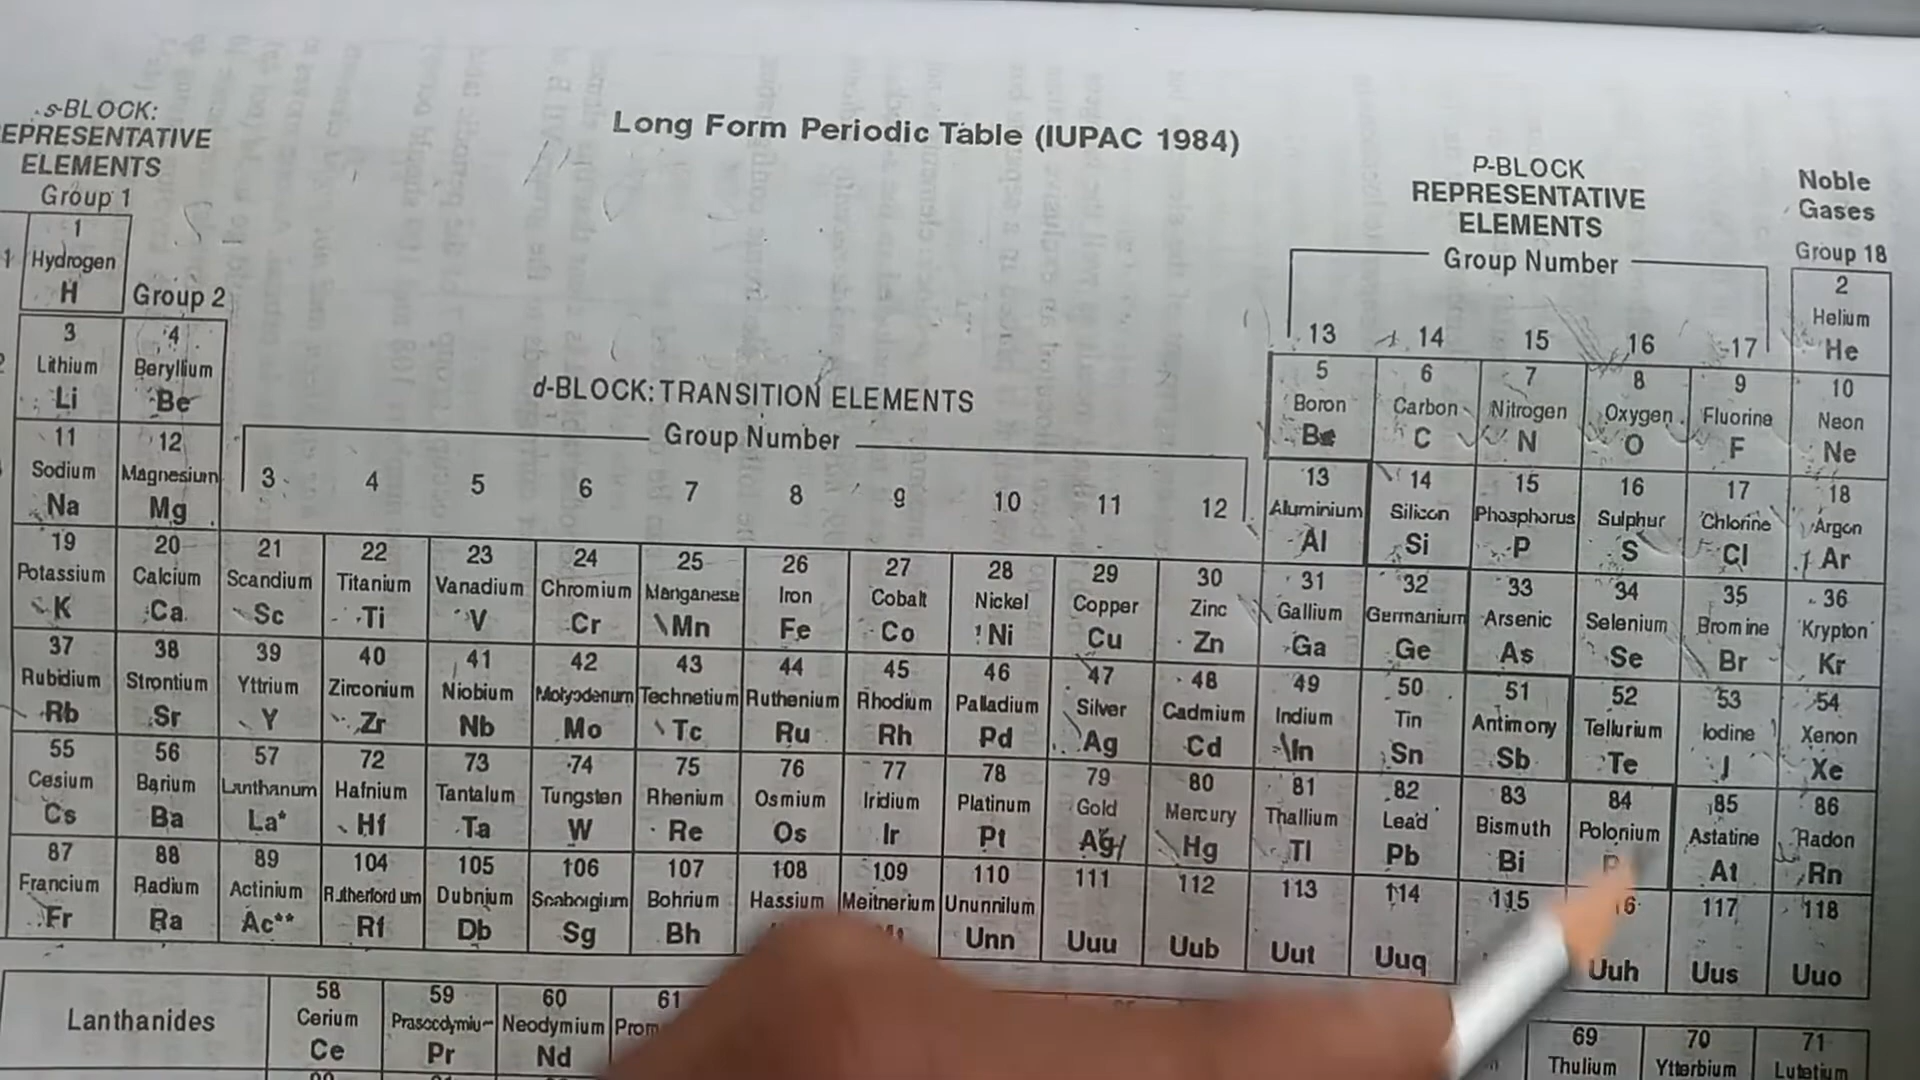 s-BLOCK:
EPRESENTATIVE
ELEMENTS
Group 1
Long Form Periodic Table (IUPAC 1984)
P-BLOCK
REPRESENTATIVE
ELEMENTS
Group Number
Noble
Gases
Group 18
1 2
1 Hydrogen Helium
H Group 2 13 14 15 16 17 He
3 4 5 6 7 8 9 10
Lithium Beryllium Boron Carbon Nitrogen Oxygen Fluorine Neon
Li Be C N O F Ne
d-BLOCK: TRANSITION ELEMENTS
Group Number
11 12 13 14 15 16 17 18
Sodium Magnesium 3 4 5 6 7 8 9 10 11 12 Aluminium Silicon Phosphorus Sulphur Chlorine Argon
Na Mg Al Si P S Cl Ar
19 20 21 22 23 24 25 26 27 28 29 30 31 32 33 34 35 36
Potassium Calcium Scandium Titanium Vanadium Chromium Manganese Iron Cobalt Nickel Copper Zinc Gallium Germanium Arsenic Selenium Bromine Krypton
K Ca Sc Ti V Cr Mn Fe Co Ni Cu Zn Ga Ge As Se Br Kr
37 38 39 40 41 42 43 44 45 46 47 48 49 50 51 52 53 54
Rubidium Strontium Yttrium Zirconium Niobium Molybdenum Technetium Ruthenium Rhodium Palladium Silver Cadmium Indium Tin Antimony Tellurium Iodine Xenon
Rb Sr Y Zr Nb Mo Tc Ru Rh Pd Ag Cd In Sn Sb Te I Xe
55 56 57 72 73 74 75 76 77 78 79 80 81 82 83 84 85 86
Cesium Barium Lanthanum Hafnium Tantalum Tungsten Rhenium Osmium Iridium Platinum Gold Mercury Thallium Lead Bismuth Polonium Astatine Radon
Cs Ba La* Hf Ta W Re Os Ir Pt Ag Hg Tl Pb Bi At Rn
87 88 89 104 105 106 107 108 109 110 111 112 113 114 115 117 118
Francium Radium Actinium Rutherford um Dubnium Seaborgium Bohrium Hassium Meitnerium Ununnilum
Fr Ra Ac** Rf Db Sg Bh Unn Uuu Uub Uut Uuq Uuh Uus Uuo
58 59 60 61 69 70 71
Lanthanides Cerium Neodymium Prom Thulium Ytterbium Lutetium
Ce Pr Nd